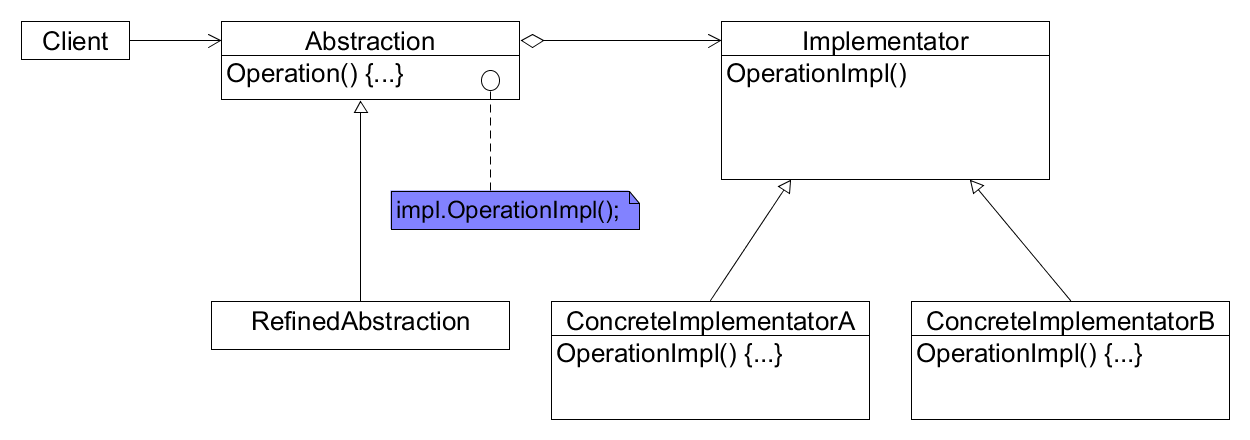 Client
Abstraction
Operation() {...}
Implementator
OperationImpl()
impl.OperationImpl();
RefinedAbstraction
ConcreteImplementatorA
OperationImpl() {...}
ConcreteImplementatorB
OperationImpl() {...}